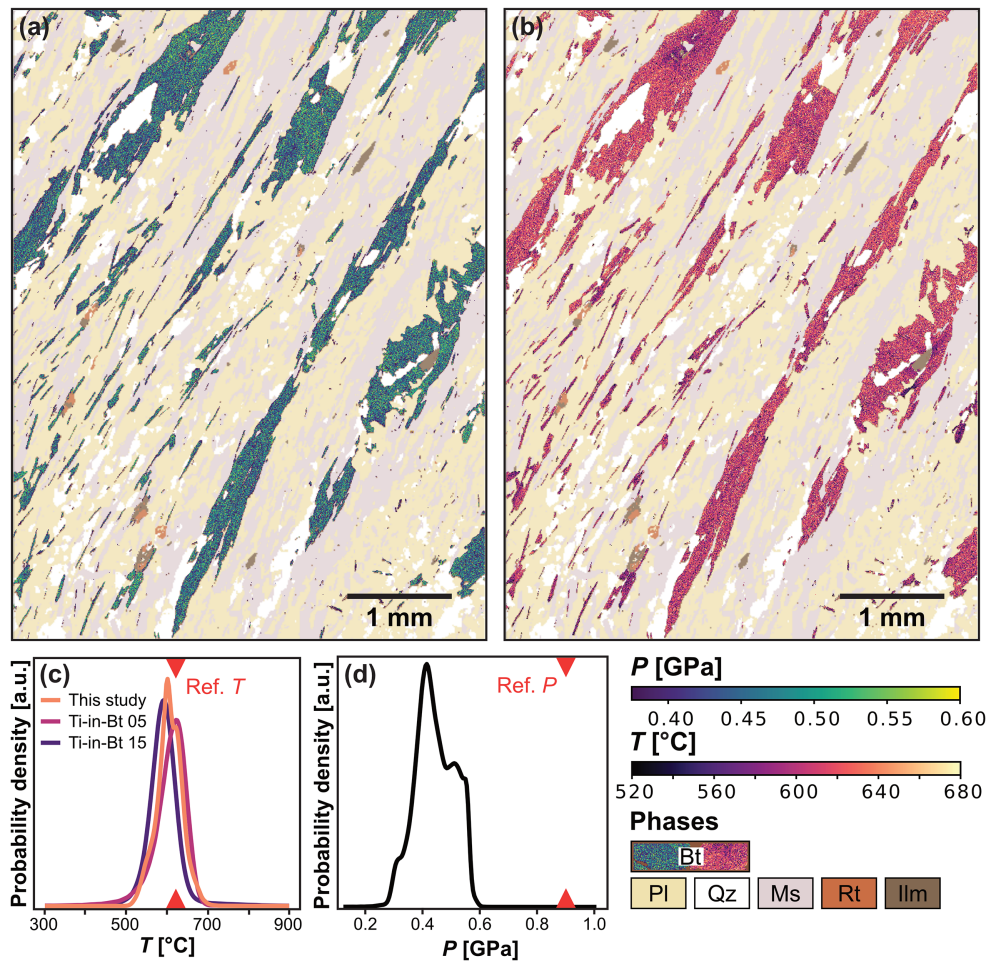 (a)
(b)
1 mm
1 mm
(c)
Ref. T
This study
Ti-in-Bt 05
Ti-in-Bt 15
Probability density [a.u.]
300
500
700
900
T [°C]
(d)
Ref. P
Probability density [a.u.]
0.2
0.4
0.6
0.8
1.0
P [GPa]
P [GPa]
0.40 0.45 0.50 0.55 0.60
T [°C]
520 560 600 640 680
Phases
Bt
Pl Qz Ms Rt Ilm